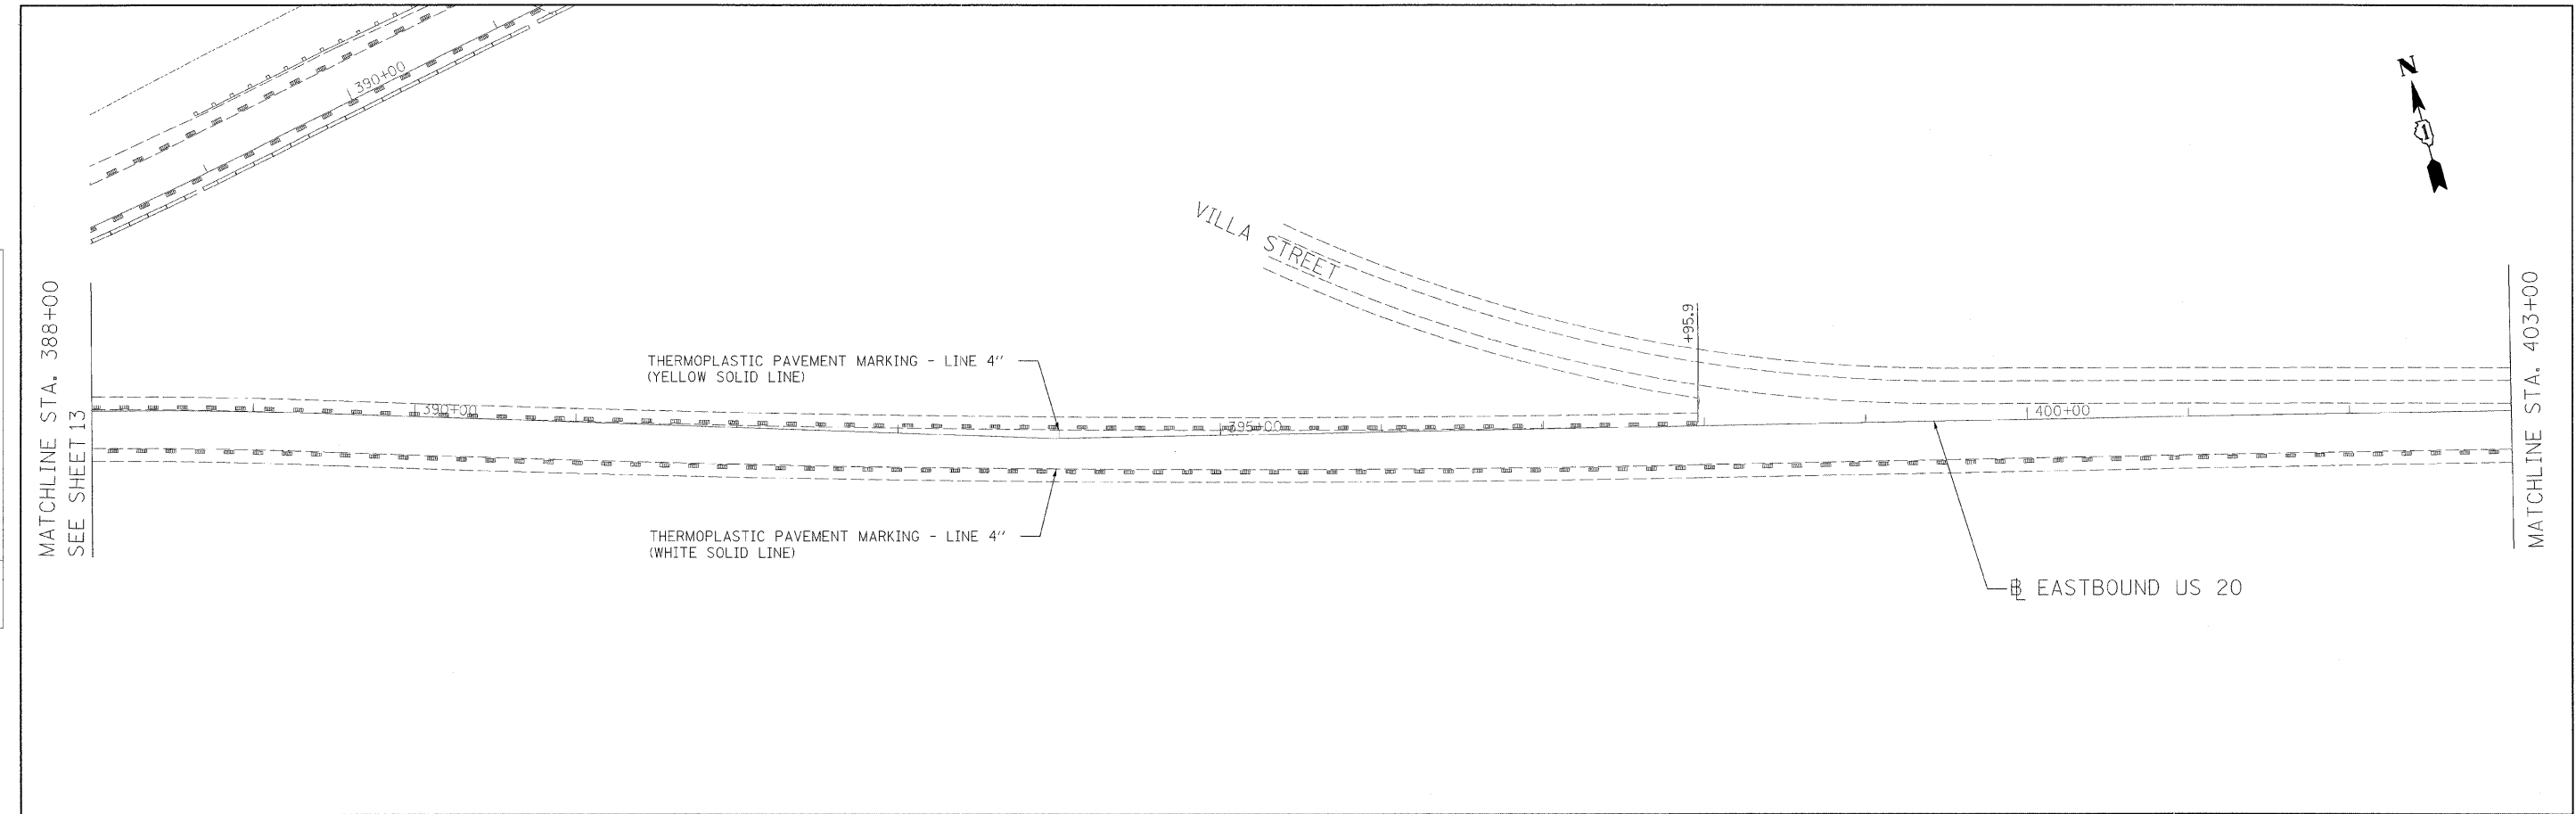 390+00
N
1
VILLA STREET
MATCHLINE STA. 388+00
SEE SHEET 13
THERMOPLASTIC PAVEMENT MARKING - LINE 4"
(YELLOW SOLID LINE)
+95.9
MATCHLINE STA. 403+00
390+00
395+00
400+00
THERMOPLASTIC PAVEMENT MARKING - LINE 4"
(WHITE SOLID LINE)
BL EASTBOUND US 20